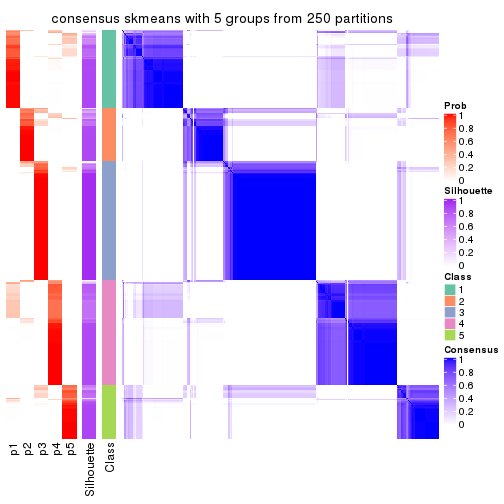 consensus skmeans with 5 groups from 250 partitions
Prob
1
0.8
0.6
0.4
0.2
0
Silhouette
1
0.8
0.6
0.4
0.2
0
Class
1
2
3
4
5
Consensus
1
0.8
0.6
0.4
0.2
0
p1
p2
p3
p4
p5
Silhouette
Class